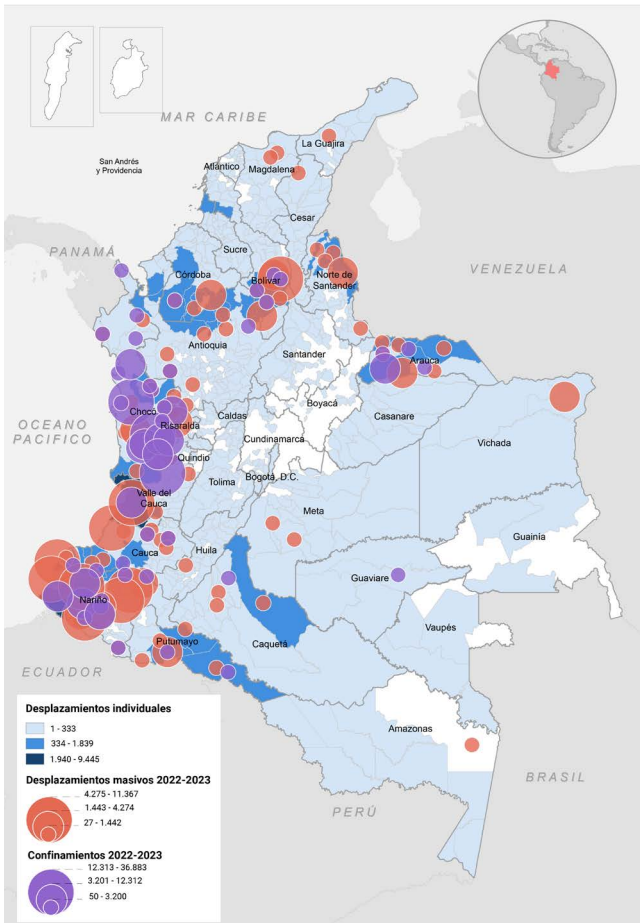 MAR CARIBE
San Andrés
y Providencia
La Guajira
Atlántico
Magdalena
Cesar
PANAMÁ
Sucre
Córdoba
Bolívar
Norte de
Santander
VENEZUELA
Antioquia
Santander
Arauca
Boyacá
Chocó
Caldas
Casanare
OCEANO
PACIFICO
Risaralda
Cundinamarca
Vichada
Quindío
Bogotá, D.C.
Tolima
Valle del
Cauca
Meta
Guainía
Cauca
Huila
Guaviare
Nariño
Vaupés
Caquetá
Putumayo
ECUADOR
Amazonas
BRASIL
PERÚ
Desplazamientos individuales
1 - 333
334 - 1.839
1.940 - 9.445
Desplazamientos masivos 2022-2023
4.275 - 11.367
1.443 - 4.274
27 - 1.442
Confinamientos 2022-2023
12.313 - 36.883
3.201 - 12.312
50 - 3.200